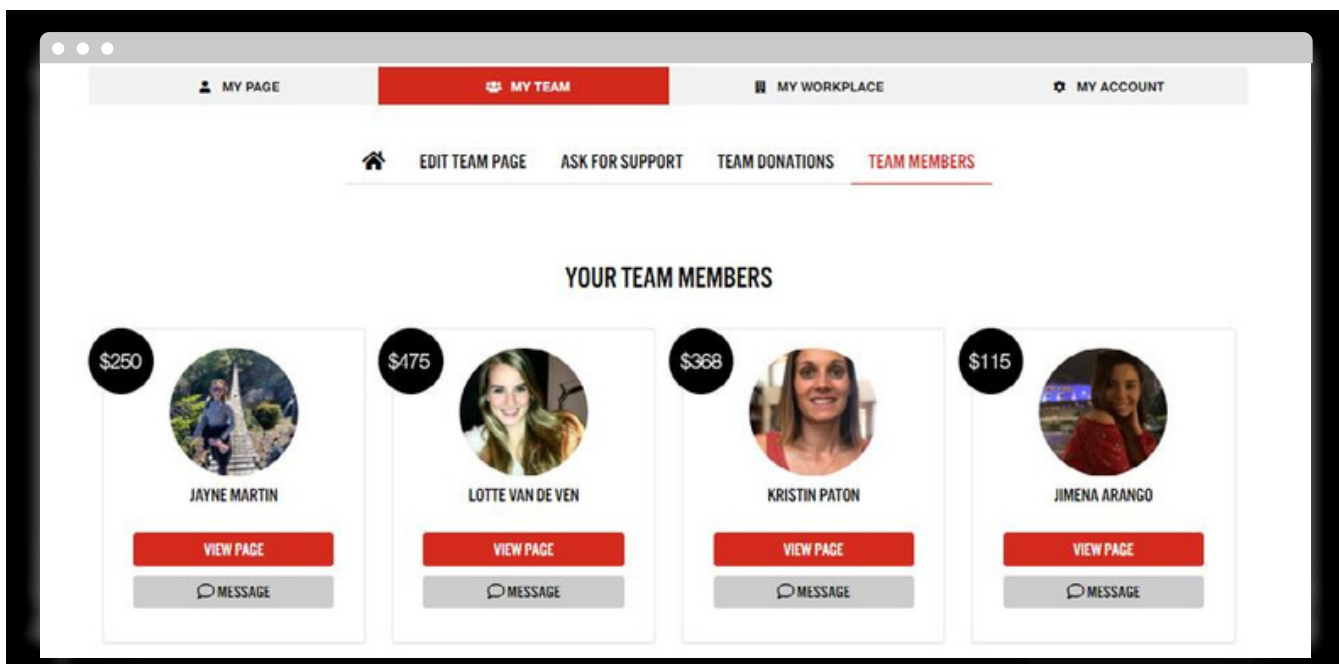 MY PAGE MY TEAM MY WORKPLACE MY ACCOUNT
EDIT TEAM PAGE ASK FOR SUPPORT TEAM DONATIONS TEAM MEMBERS
YOUR TEAM MEMBERS
$250 $475 $368 $115
JAYNE MARTIN LOTTE VAN DE VEN KRISTIN PATON JIMENA ARANGO
VIEW PAGE VIEW PAGE VIEW PAGE VIEW PAGE
MESSAGE MESSAGE MESSAGE MESSAGE